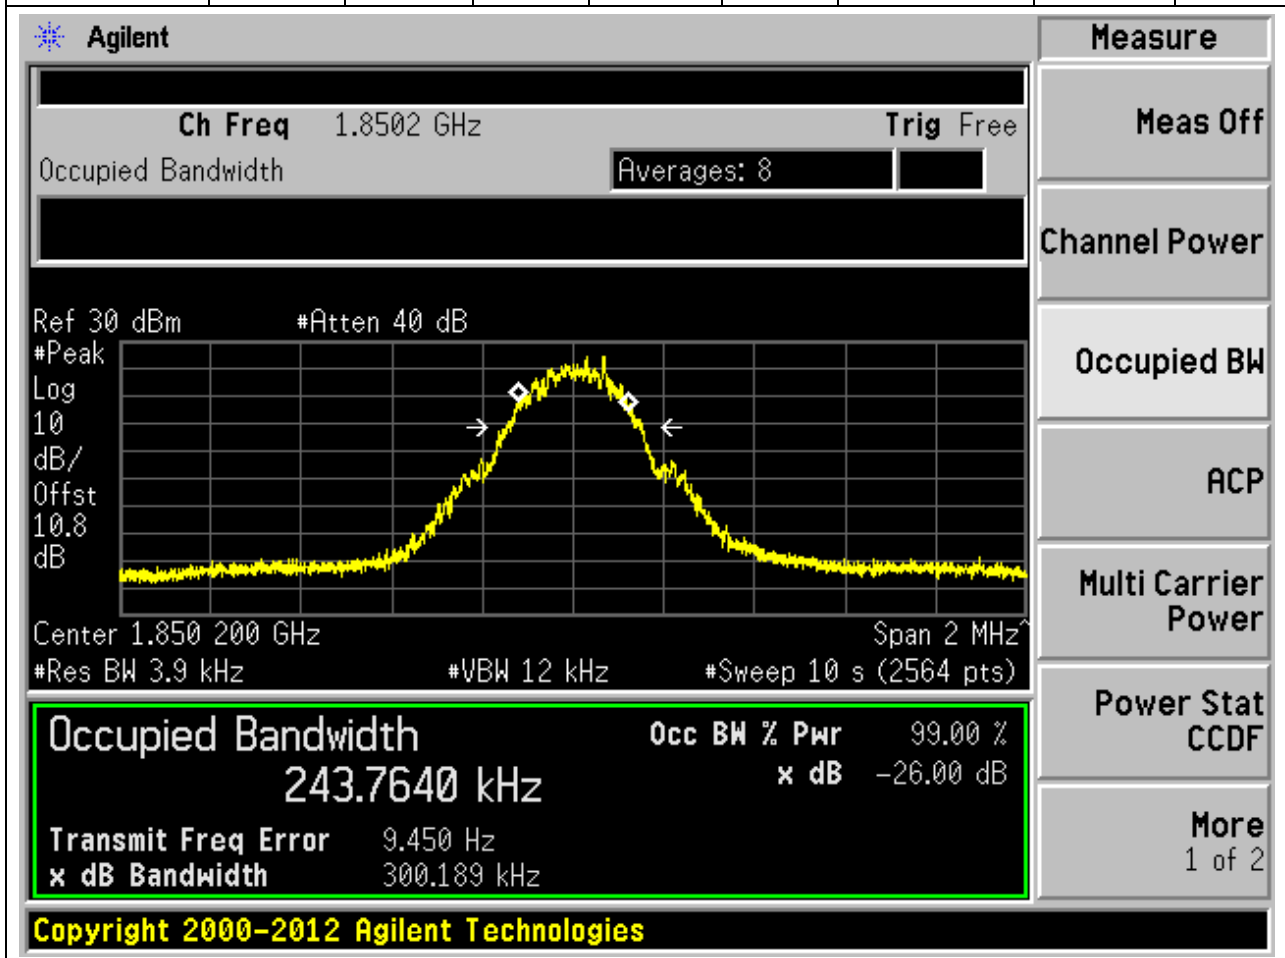 Agilent
Measure
Ch Freq 1.8502 GHz Trig Free
Meas Off
Occupied Bandwidth Averages: 8
Channel Power
Ref 30 dBm #Atten 40 dB
#Peak
Log
10
dB/
Offst
10.8
dB
Occupied BW
ACP
Center 1.850 200 GHz Span 2 MHz^
#Res BW 3.9 kHz #VBW 12 kHz #Sweep 10 s (2564 pts)
Multi Carrier
Power
Occupied Bandwidth Occ BW % Pwr 99.00 %
243.7640 kHz x dB -26.00 dB
Power Stat
CCDF
Transmit Freq Error 9.450 Hz
x dB Bandwidth 300.189 kHz
More
1 of 2
Copyright 2000-2012 Agilent Technologies